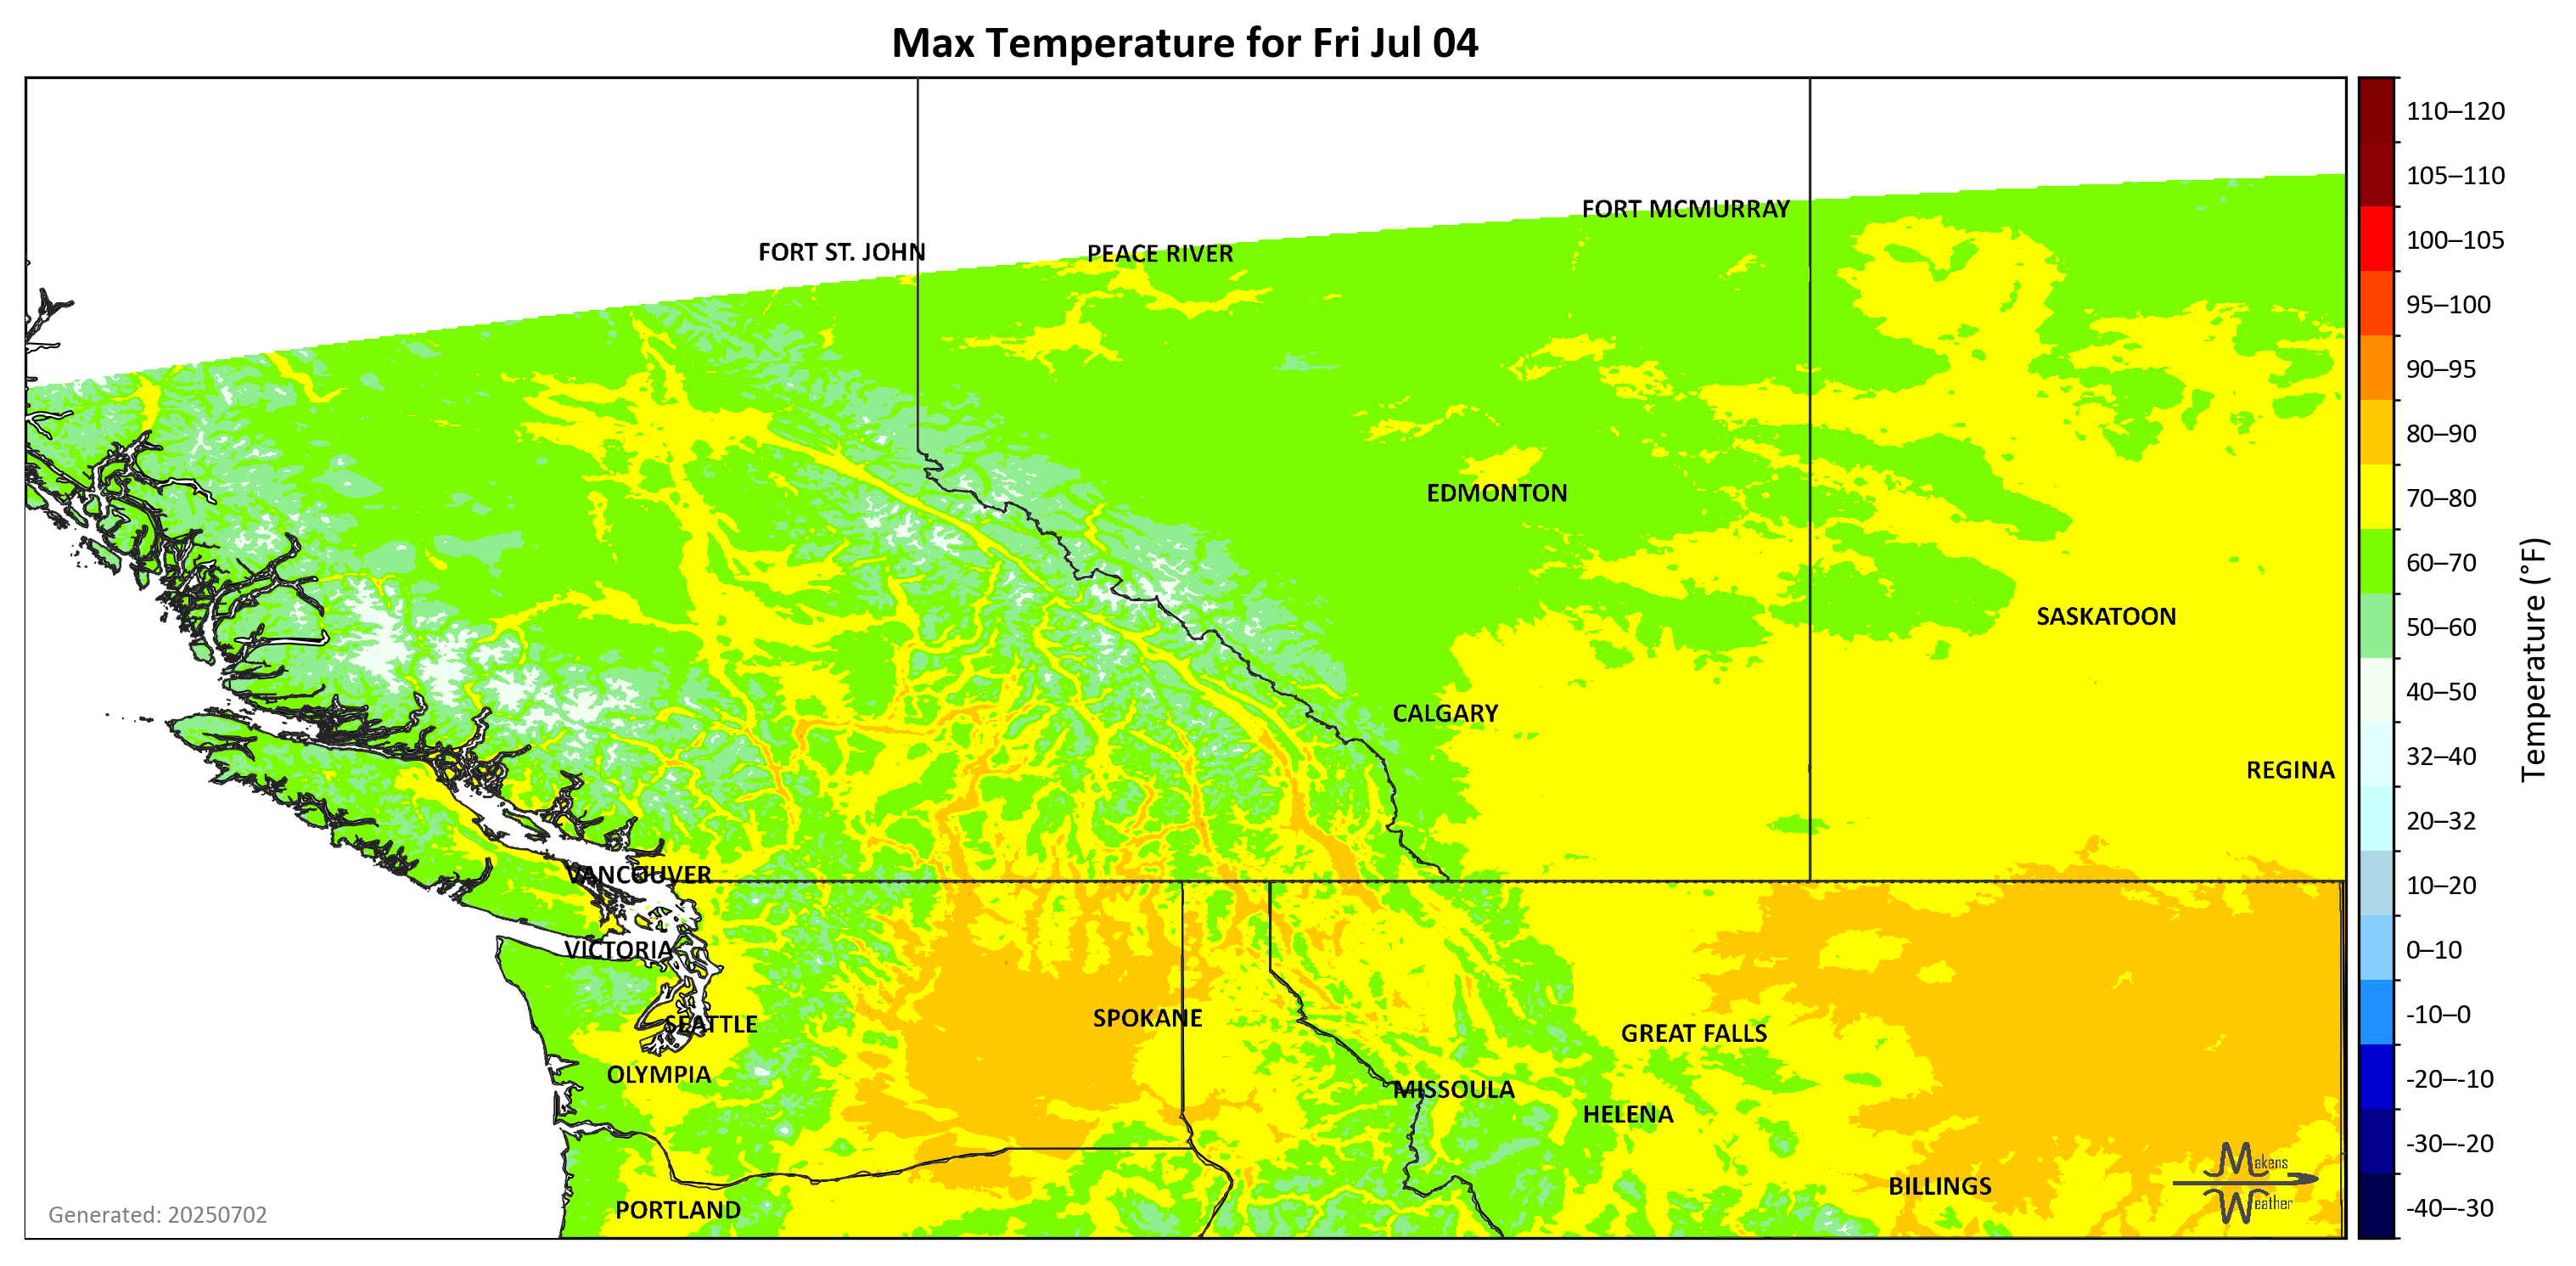 Max Temperature for Fri Jul 04
110–120
105–110
FORT MCMURRAY
100–105
FORT ST. JOHN
PEACE RIVER
95–100
90–95
80–90
EDMONTON
70–80
60–70
SASKATOON
50–60
40–50
CALGARY
32–40
REGINA
Temperature (°F)
20–32
VANCOUVER
10–20
VICTORIA
0–10
SPOKANE
-10–0
SEATTLE
GREAT FALLS
OLYMPIA
-20–-10
MISSOULA
HELENA
-30–-20
Makens
Weather
BILLINGS
-40–-30
PORTLAND
Generated: 20250702